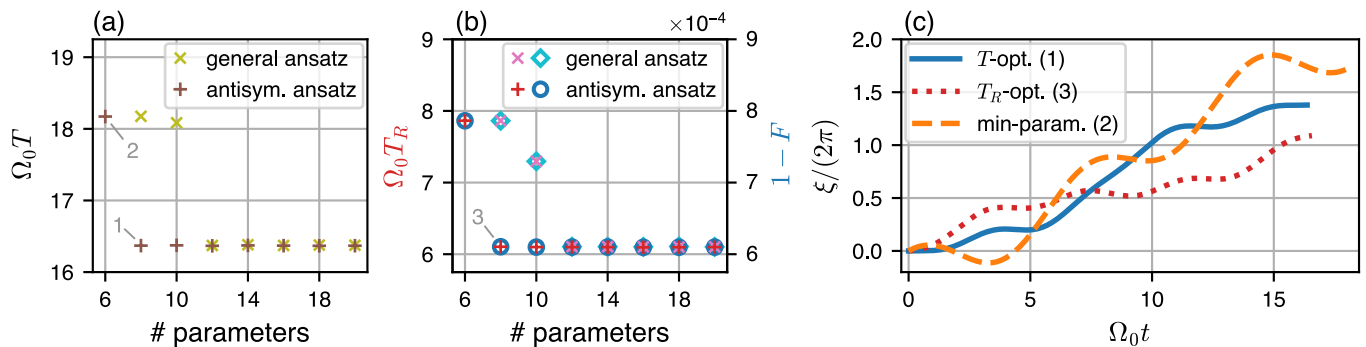 (a)
19
18
17
16
6
10
14
18
# parameters
Ω₀T
general ansatz
antisym. ansatz
2
1
(b)
×10⁻⁴
9
8
7
6
9
8
7
6
6
10
14
18
# parameters
Ω₀T_R
1 − F
general ansatz
antisym. ansatz
3
(c)
2.0
1.5
1.0
0.5
0.0
0
5
10
15
Ω₀t
ξ/(2π)
T-opt. (1)
T_R-opt. (3)
min-param. (2)